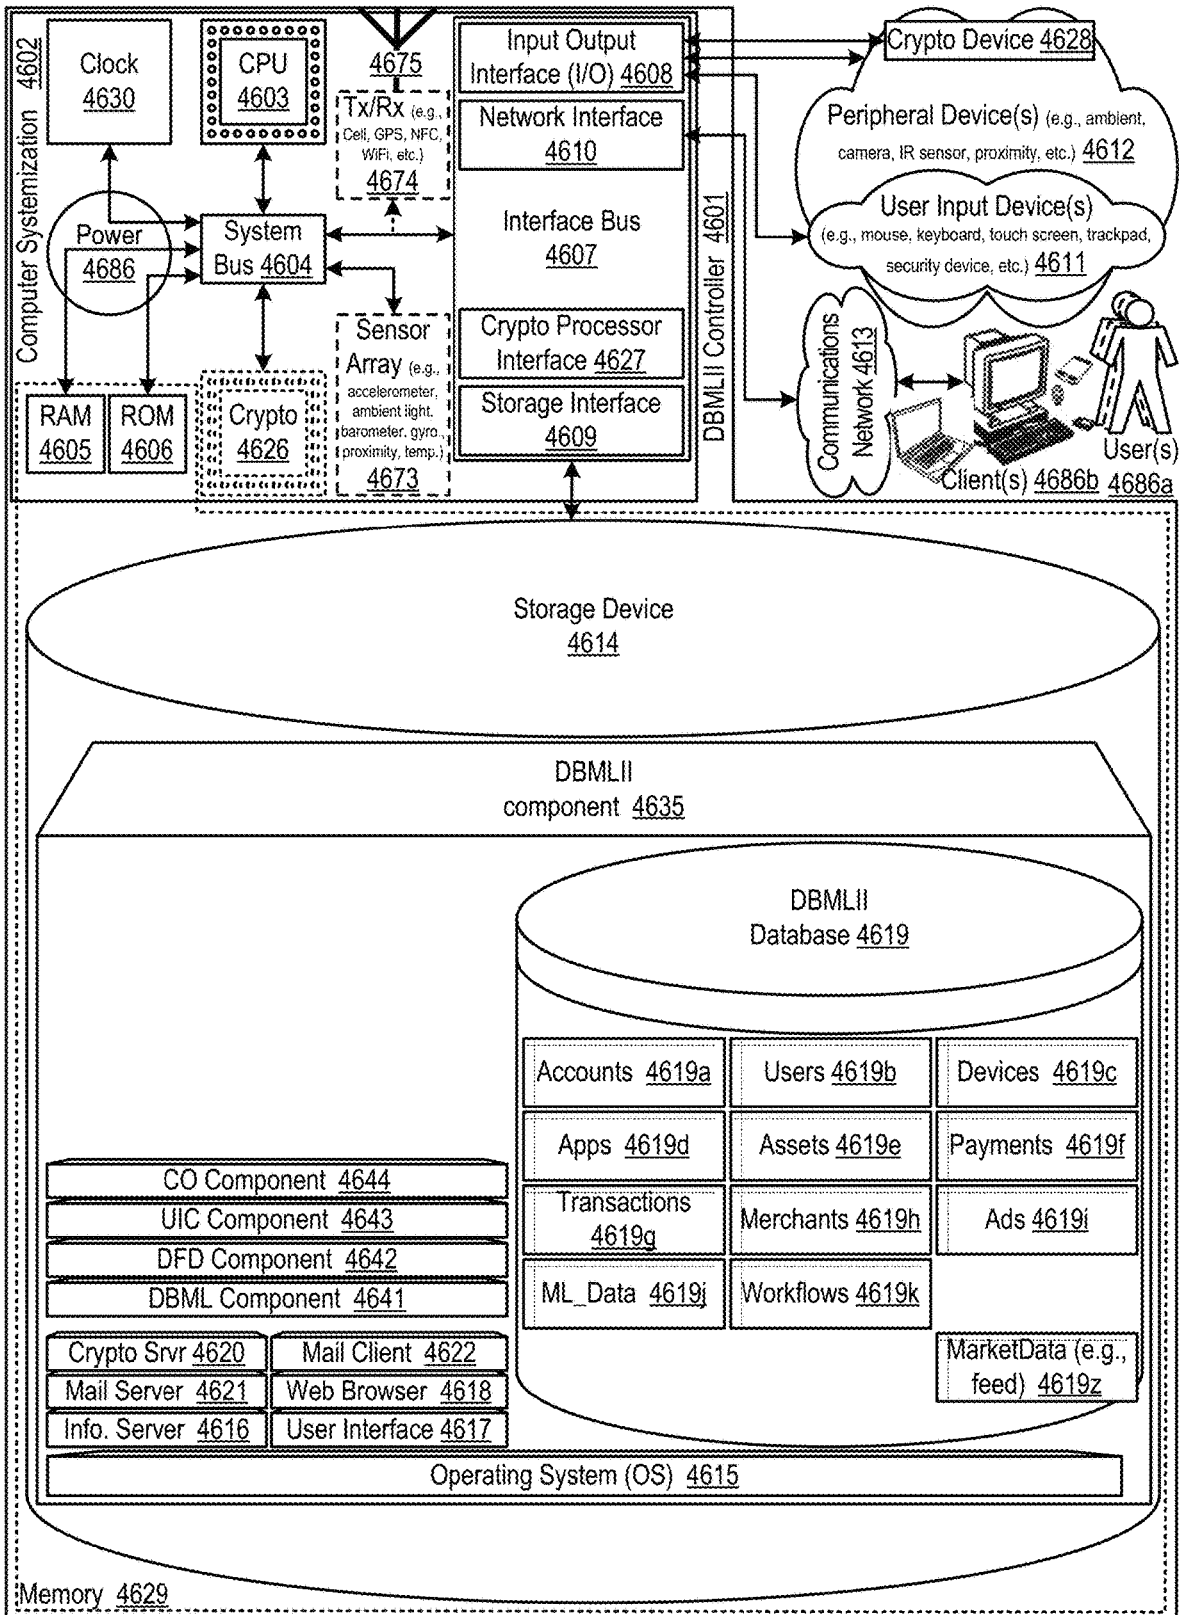 Computer Systemization 4602
Clock
4630
CPU
4603
4675
Tx/Rx (e.g.,
Cell, GPS, NFC,
WiFi, etc.)
4674
Input Output
Interface (I/O) 4608
Network Interface
4610
Interface Bus
4607
Crypto Processor
Interface 4627
Storage Interface
4609
Power
4686
System
Bus 4604
Sensor
Array (e.g.,
accelerometer,
ambient light.
barometer, gyro.,
proximity, temp.)
4673
RAM
4605
ROM
4606
Crypto
4626
DBMLII Controller 4601
Crypto Device 4628
Peripheral Device(s) (e.g., ambient,
camera, IR sensor, proximity, etc.) 4612
User Input Device(s)
(e.g., mouse, keyboard, touch screen, trackpad,
security device, etc.) 4611
Communications
Network 4613
Client(s) 4686b
User(s)
4686a
Storage Device
4614
DBMLII
component 4635
DBMLII
Database 4619
Accounts 4619a
Users 4619b
Devices 4619c
Apps 4619d
Assets 4619e
Payments 4619f
Transactions
4619g
Merchants 4619h
Ads 4619i
ML_Data 4619j
Workflows 4619k
MarketData (e.g.,
feed) 4619z
CO Component 4644
UIC Component 4643
DFD Component 4642
DBML Component 4641
Crypto Srvr 4620
Mail Client 4622
Mail Server 4621
Web Browser 4618
Info. Server 4616
User Interface 4617
Operating System (OS) 4615
Memory 4629